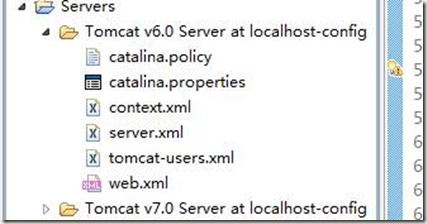 Servers
Tomcat v6.0 Server at localhost-config
catalina.policy
catalina.properties
context.xml
server.xml
tomcat-users.xml
web.xml
Tomcat v7.0 Server at localhost-config